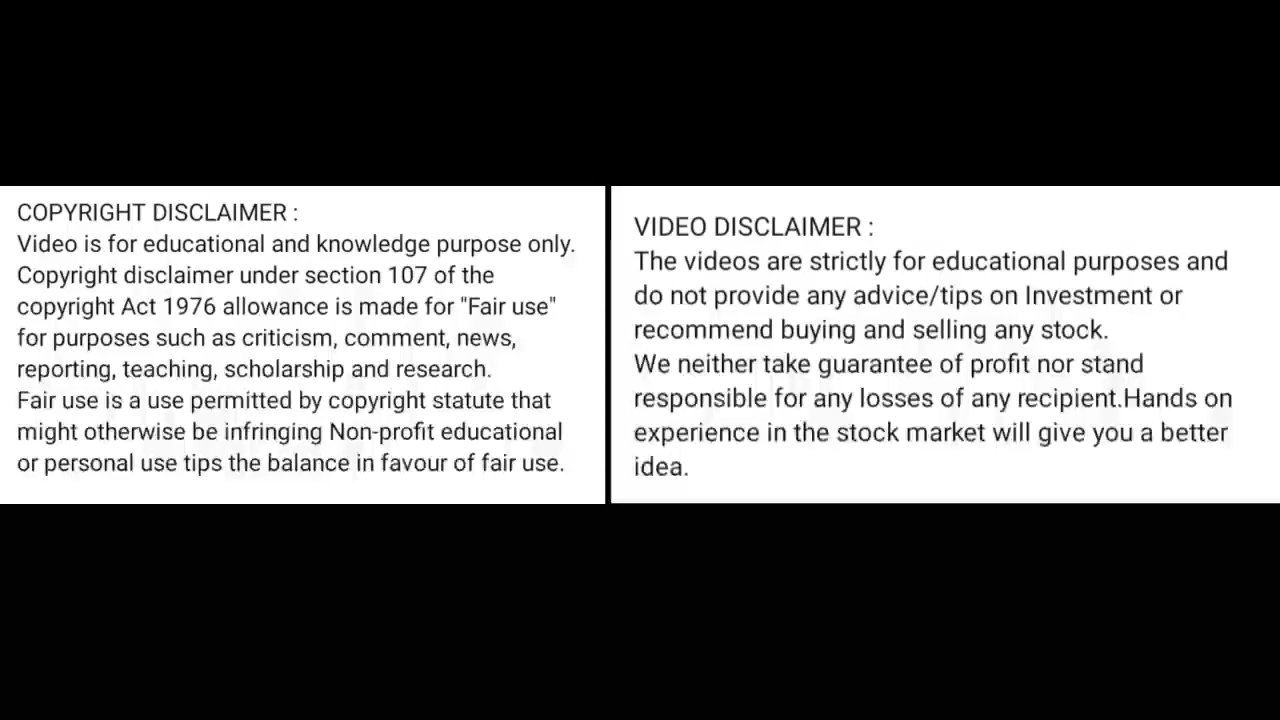 COPYRIGHT DISCLAIMER :
Video is for educational and knowledge purpose only.
Copyright disclaimer under section 107 of the
copyright Act 1976 allowance is made for "Fair use"
for purposes such as criticism, comment, news,
reporting, teaching, scholarship and research.
Fair use is a use permitted by copyright statute that
might otherwise be infringing Non-profit educational
or personal use tips the balance in favour of fair use.
VIDEO DISCLAIMER :
The videos are strictly for educational purposes and
do not provide any advice/tips on Investment or
recommend buying and selling any stock.
We neither take guarantee of profit nor stand
responsible for any losses of any recipient.Hands on
experience in the stock market will give you a better
idea.